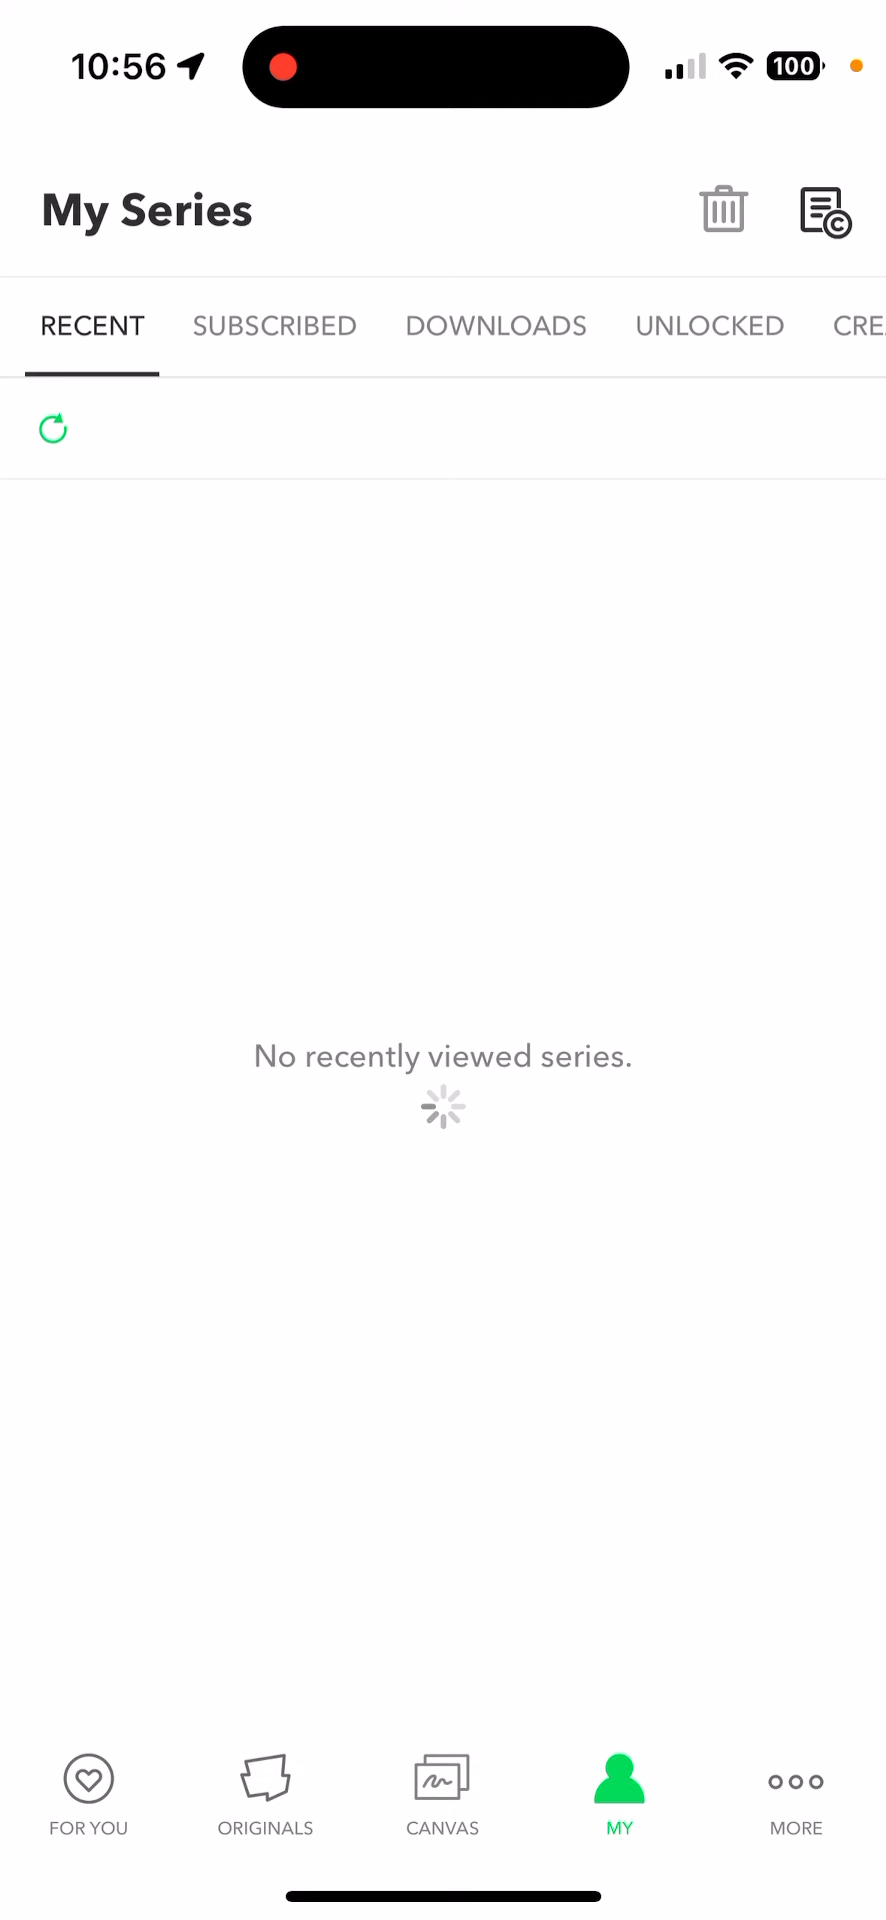 10:56
100
My Series
RECENT SUBSCRIBED DOWNLOADS UNLOCKED CRE
No recently viewed series.
FOR YOU ORIGINALS CANVAS MY MORE